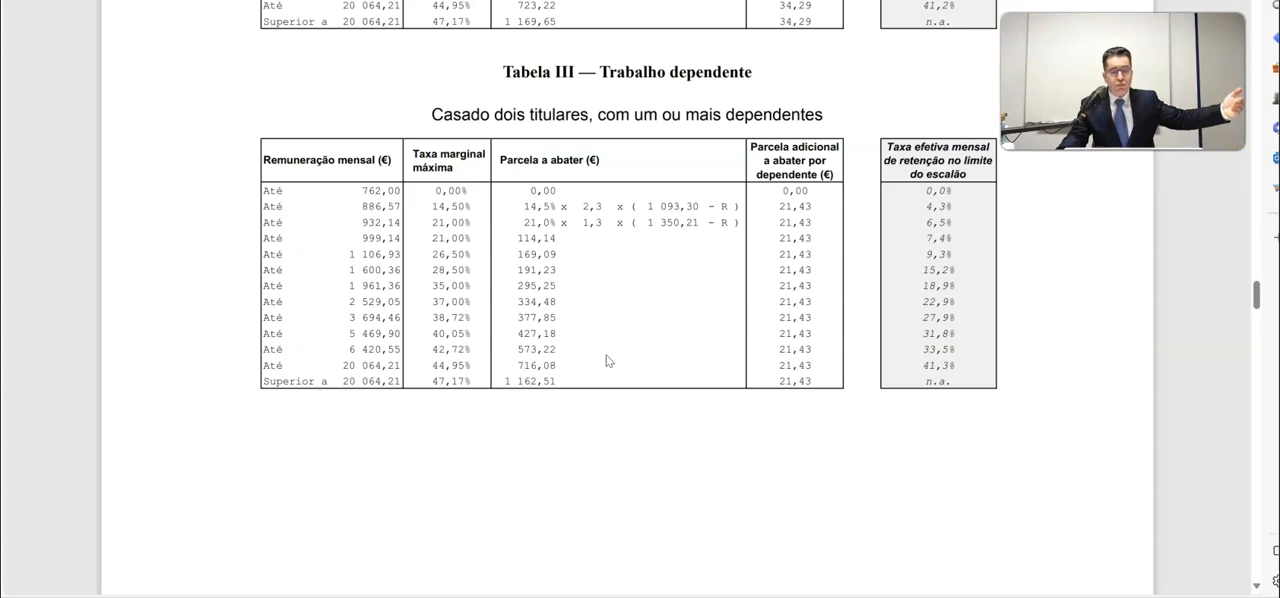 Até 20 064,21 44,95% 723,22 34,29 41,2%
Superior a 20 064,21 47,17% 1 169,65 34,29 n.a.
Tabela III — Trabalho dependente
Casado dois titulares, com um ou mais dependentes
Remuneração mensal (€) Taxa marginal máxima Parcela a abater (€) Parcela adicional a abater por dependente (€) Taxa efetiva mensal de retenção no limite do escalão
Até 762,00 0,00% 0,00 0,00 0,0%
Até 886,57 14,50% 14,5% x 2,3 x ( 1 093,30 - R ) 21,43 4,3%
Até 932,14 21,00% 21,0% x 1,3 x ( 1 350,21 - R ) 21,43 6,5%
Até 999,14 21,00% 114,14 21,43 7,4%
Até 1 106,93 26,50% 169,09 21,43 9,3%
Até 1 600,36 28,50% 191,23 21,43 15,2%
Até 1 961,36 35,00% 295,25 21,43 18,9%
Até 2 529,05 37,00% 334,48 21,43 22,9%
Até 3 694,46 38,72% 377,85 21,43 27,9%
Até 5 469,90 40,05% 427,18 21,43 31,8%
Até 6 420,55 42,72% 573,22 21,43 33,5%
Até 20 064,21 44,95% 716,08 21,43 41,3%
Superior a 20 064,21 47,17% 1 162,51 21,43 n.a.